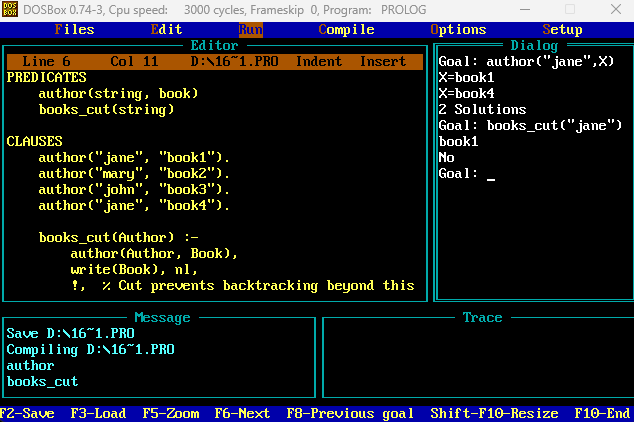 DOS BOX DOSBox 0.74-3, Cpu speed: 3000 cycles, Frameskip 0, Program: PROLOG
Files Edit Run Compile Options Setup
Editor
Line 6 Col 11 D:\16~1.PRO Indent Insert
PREDICATES
author(string, book)
books_cut(string)
CLAUSES
author("jane", "book1").
author("mary", "book2").
author("john", "book3").
author("jane", "book4").
books_cut(Author) :-
author(Author, Book),
write(Book), nl,
!, % Cut prevents backtracking beyond this
Dialog
Goal: author("jane",X)
X=book1
X=book4
2 Solutions
Goal: books_cut("jane")
book1
No
Goal: _
Message
Save D:\16~1.PRO
Compiling D:\16~1.PRO
author
books_cut
Trace
F2-Save F3-Load F5-Zoom F6-Next F8-Previous goal Shift-F10-Resize F10-End